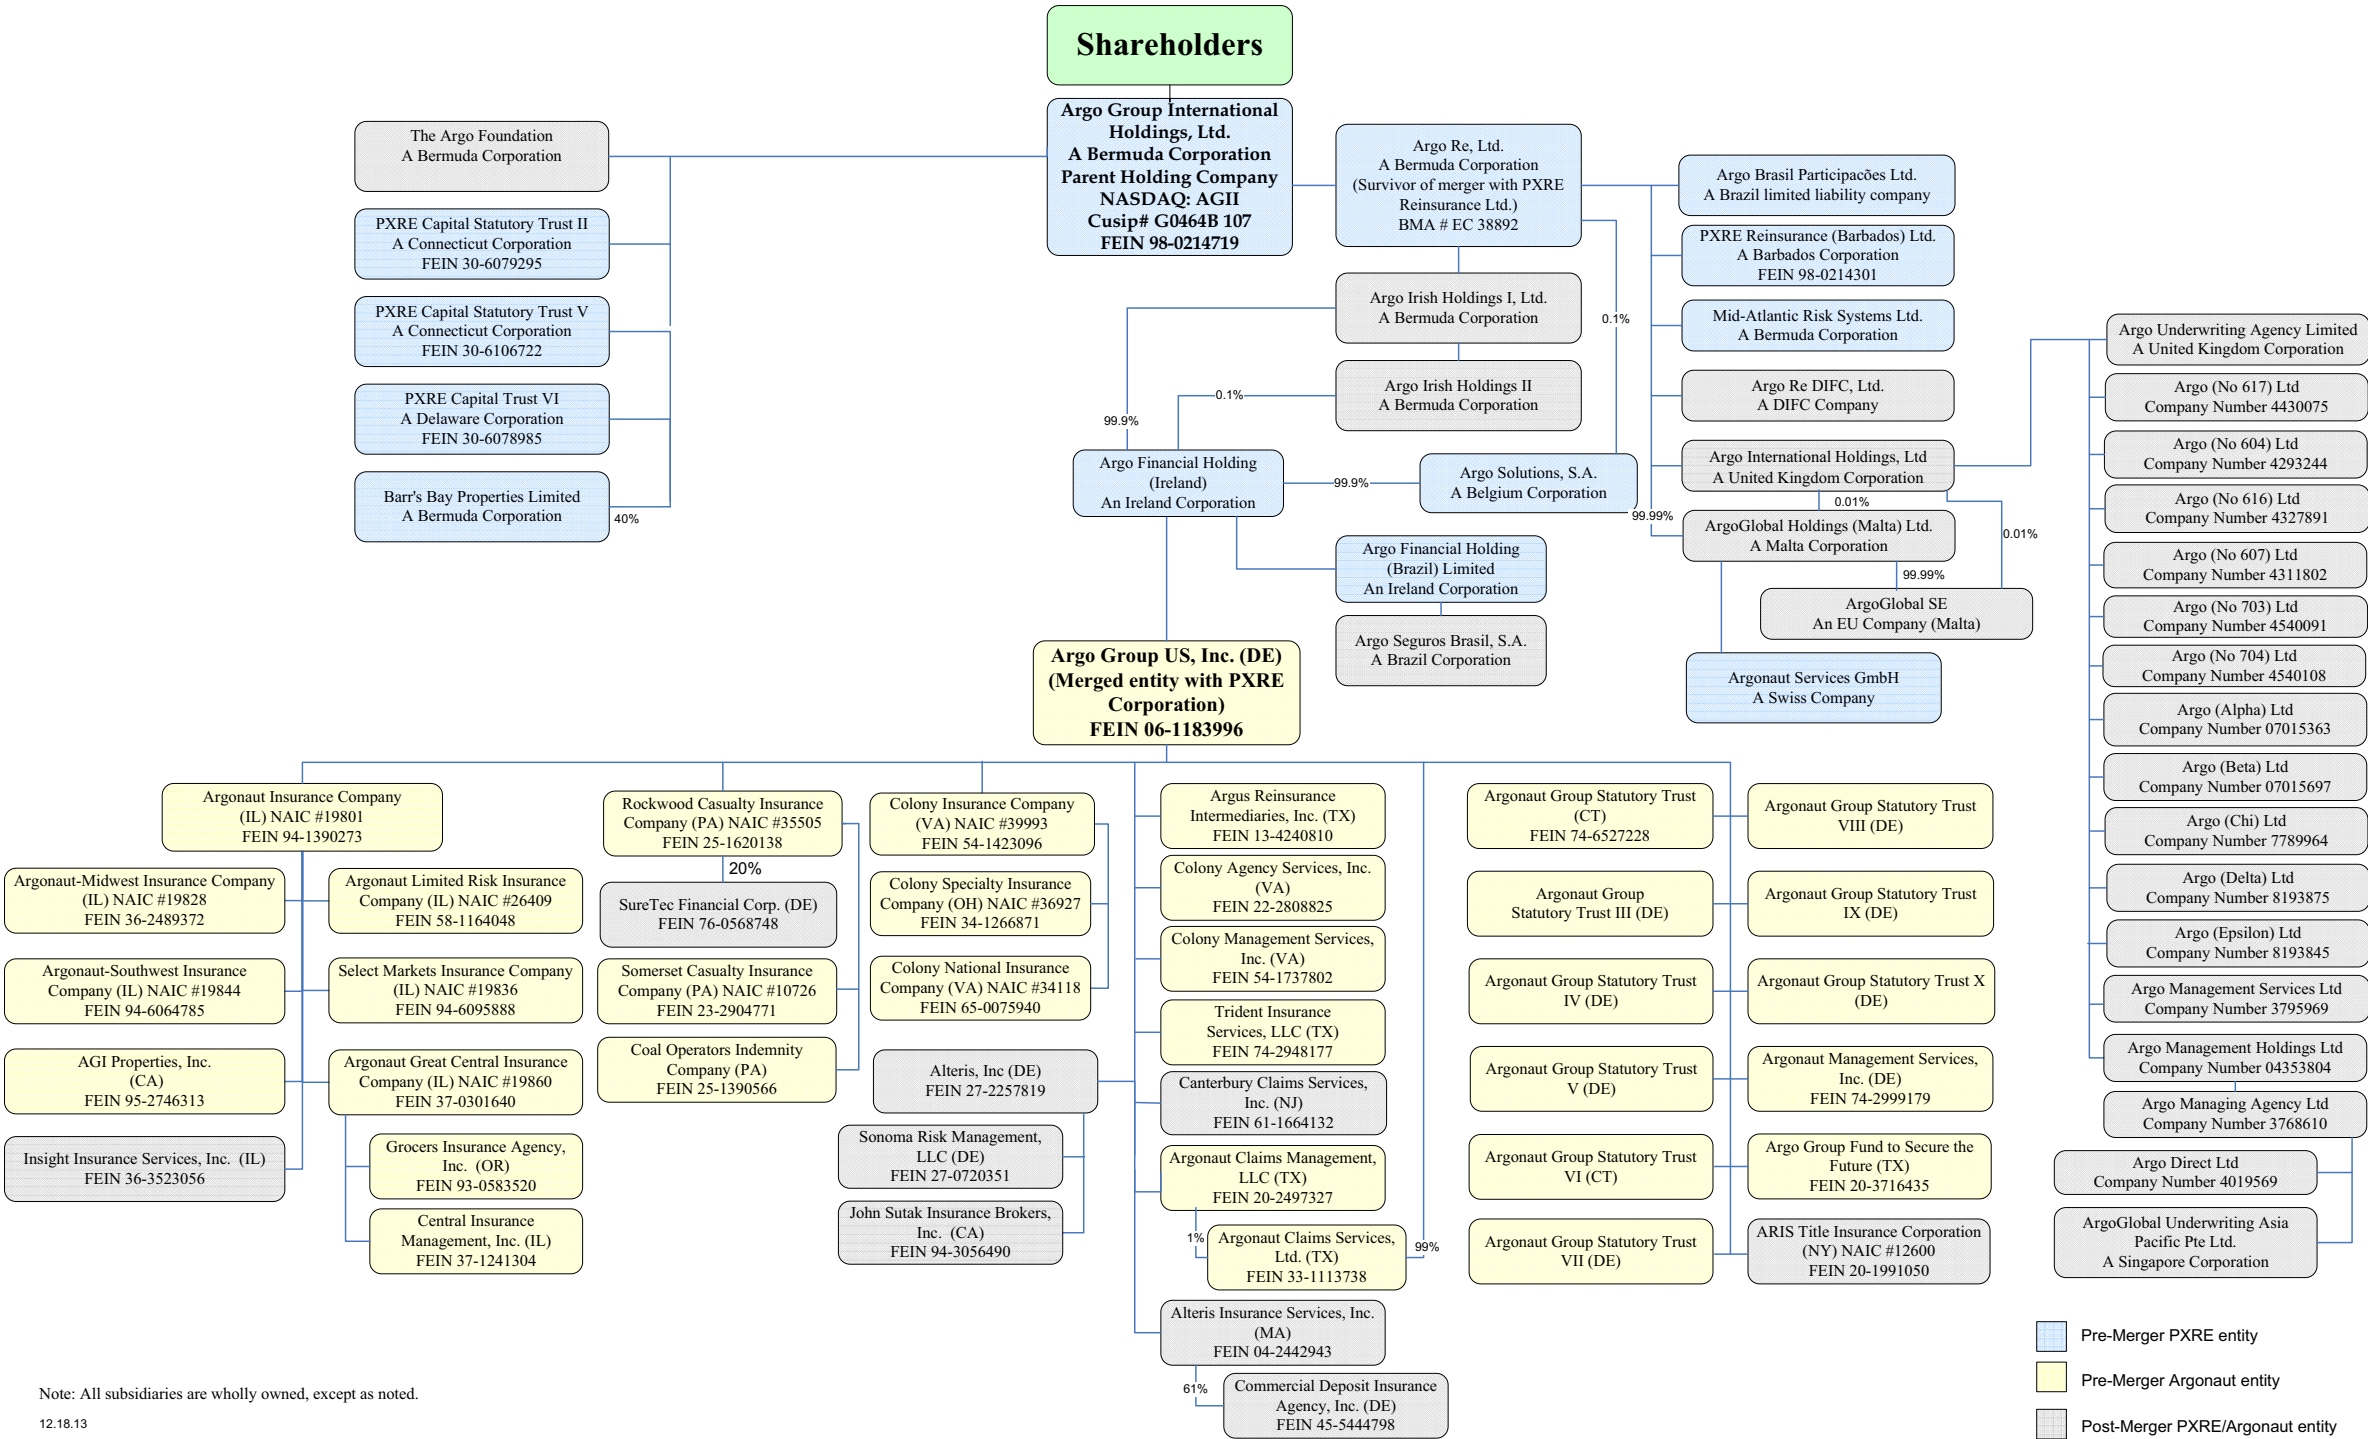 Shareholders
Argo Group International
Holdings, Ltd.
A Bermuda Corporation
Parent Holding Company
NASDAQ: AGII
Cusip# G0464B 107
FEIN 98-0214719
The Argo Foundation
A Bermuda Corporation
PXRE Capital Statutory Trust II
A Connecticut Corporation
FEIN 30-6079295
PXRE Capital Statutory Trust V
A Connecticut Corporation
FEIN 30-6106722
PXRE Capital Trust VI
A Delaware Corporation
FEIN 30-6078985
Barr's Bay Properties Limited
A Bermuda Corporation
40%
Argo Re, Ltd.
A Bermuda Corporation
(Survivor of merger with PXRE
Reinsurance Ltd.)
BMA # EC 38892
Argo Irish Holdings I, Ltd.
A Bermuda Corporation
0.1%
Argo Irish Holdings II
A Bermuda Corporation
0.1%
99.9%
Argo Financial Holding
(Ireland)
An Ireland Corporation
99.9%
Argo Solutions, S.A.
A Belgium Corporation
Argo Financial Holding
(Brazil) Limited
An Ireland Corporation
Argo Seguros Brasil, S.A.
A Brazil Corporation
Argo Brasil Participacões Ltd.
A Brazil limited liability company
PXRE Reinsurance (Barbados) Ltd.
A Barbados Corporation
FEIN 98-0214301
Mid-Atlantic Risk Systems Ltd.
A Bermuda Corporation
Argo Re DIFC, Ltd.
A DIFC Company
Argo International Holdings, Ltd
A United Kingdom Corporation
0.01%
99.99%
ArgoGlobal Holdings (Malta) Ltd.
A Malta Corporation
0.01%
99.99%
ArgoGlobal SE
An EU Company (Malta)
Argonaut Services GmbH
A Swiss Company
Argo Underwriting Agency Limited
A United Kingdom Corporation
Argo (No 617) Ltd
Company Number 4430075
Argo (No 604) Ltd
Company Number 4293244
Argo (No 616) Ltd
Company Number 4327891
Argo (No 607) Ltd
Company Number 4311802
Argo (No 703) Ltd
Company Number 4540091
Argo (No 704) Ltd
Company Number 4540108
Argo (Alpha) Ltd
Company Number 07015363
Argo (Beta) Ltd
Company Number 07015697
Argo (Chi) Ltd
Company Number 7789964
Argo (Delta) Ltd
Company Number 8193875
Argo (Epsilon) Ltd
Company Number 8193845
Argo Management Services Ltd
Company Number 3795969
Argo Management Holdings Ltd
Company Number 04353804
Argo Managing Agency Ltd
Company Number 3768610
Argo Direct Ltd
Company Number 4019569
ArgoGlobal Underwriting Asia
Pacific Pte Ltd.
A Singapore Corporation
Argo Group US, Inc. (DE)
(Merged entity with PXRE
Corporation)
FEIN 06-1183996
Argonaut Insurance Company
(IL) NAIC #19801
FEIN 94-1390273
Argonaut-Midwest Insurance Company
(IL) NAIC #19828
FEIN 36-2489372
Argonaut Limited Risk Insurance
Company (IL) NAIC #26409
FEIN 58-1164048
Argonaut-Southwest Insurance
Company (IL) NAIC #19844
FEIN 94-6064785
Select Markets Insurance Company
(IL) NAIC #19836
FEIN 94-6095888
AGI Properties, Inc.
(CA)
FEIN 95-2746313
Argonaut Great Central Insurance
Company (IL) NAIC #19860
FEIN 37-0301640
Insight Insurance Services, Inc. (IL)
FEIN 36-3523056
Grocers Insurance Agency,
Inc. (OR)
FEIN 93-0583520
Central Insurance
Management, Inc. (IL)
FEIN 37-1241304
Rockwood Casualty Insurance
Company (PA) NAIC #35505
FEIN 25-1620138
20%
SureTec Financial Corp. (DE)
FEIN 76-0568748
Somerset Casualty Insurance
Company (PA) NAIC #10726
FEIN 23-2904771
Coal Operators Indemnity
Company (PA)
FEIN 25-1390566
Colony Insurance Company
(VA) NAIC #39993
FEIN 54-1423096
Colony Specialty Insurance
Company (OH) NAIC #36927
FEIN 34-1266871
Colony National Insurance
Company (VA) NAIC #34118
FEIN 65-0075940
Alteris, Inc (DE)
FEIN 27-2257819
Sonoma Risk Management,
LLC (DE)
FEIN 27-0720351
John Sutak Insurance Brokers,
Inc. (CA)
FEIN 94-3056490
Argus Reinsurance
Intermediaries, Inc. (TX)
FEIN 13-4240810
Colony Agency Services, Inc.
(VA)
FEIN 22-2808825
Colony Management Services,
Inc. (VA)
FEIN 54-1737802
Trident Insurance
Services, LLC (TX)
FEIN 74-2948177
Canterbury Claims Services,
Inc. (NJ)
FEIN 61-1664132
Argonaut Claims Management,
LLC (TX)
FEIN 20-2497327
1%
Argonaut Claims Services,
Ltd. (TX)
FEIN 33-1113738
99%
Alteris Insurance Services, Inc.
(MA)
FEIN 04-2442943
61%
Commercial Deposit Insurance
Agency, Inc. (DE)
FEIN 45-5444798
Argonaut Group Statutory Trust
(CT)
FEIN 74-6527228
Argonaut Group Statutory Trust
VIII (DE)
Argonaut Group
Statutory Trust III (DE)
Argonaut Group Statutory Trust
IX (DE)
Argonaut Group Statutory Trust
IV (DE)
Argonaut Group Statutory Trust X
(DE)
Argonaut Group Statutory Trust
V (DE)
Argonaut Management Services,
Inc. (DE)
FEIN 74-2999179
Argonaut Group Statutory Trust
VI (CT)
Argo Group Fund to Secure the
Future (TX)
FEIN 20-3716435
Argonaut Group Statutory Trust
VII (DE)
ARIS Title Insurance Corporation
(NY) NAIC #12600
FEIN 20-1991050
Pre-Merger PXRE entity
Pre-Merger Argonaut entity
Post-Merger PXRE/Argonaut entity
Note: All subsidiaries are wholly owned, except as noted.
12.18.13